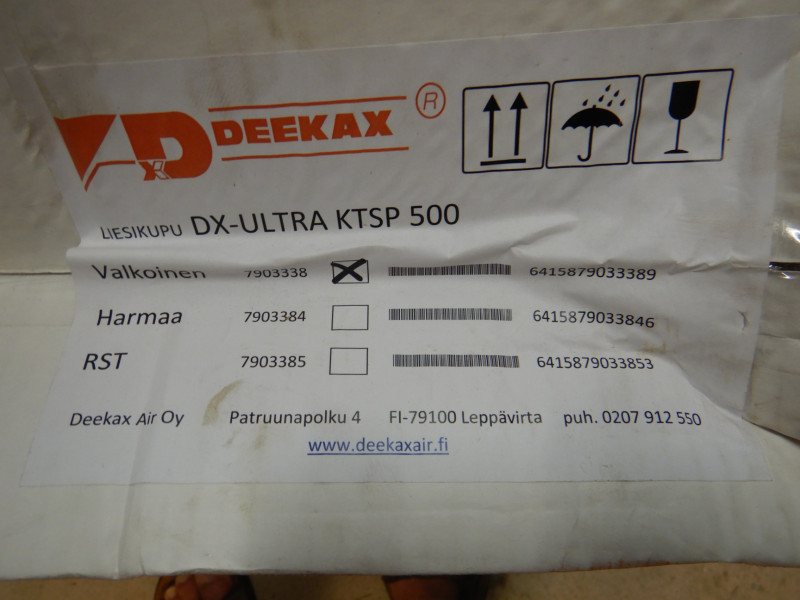 DX DEEKAX ®
LIESIKUPU DX-ULTRA KTSP 500
Valkoinen 7903338 6415879033389
Harmaa 7903384 6415879033846
RST 7903385 6415879033853
Deekax Air Oy Patruunapolku 4 FI-79100 Leppävirta puh. 0207 912 550
www.deekaxair.fi